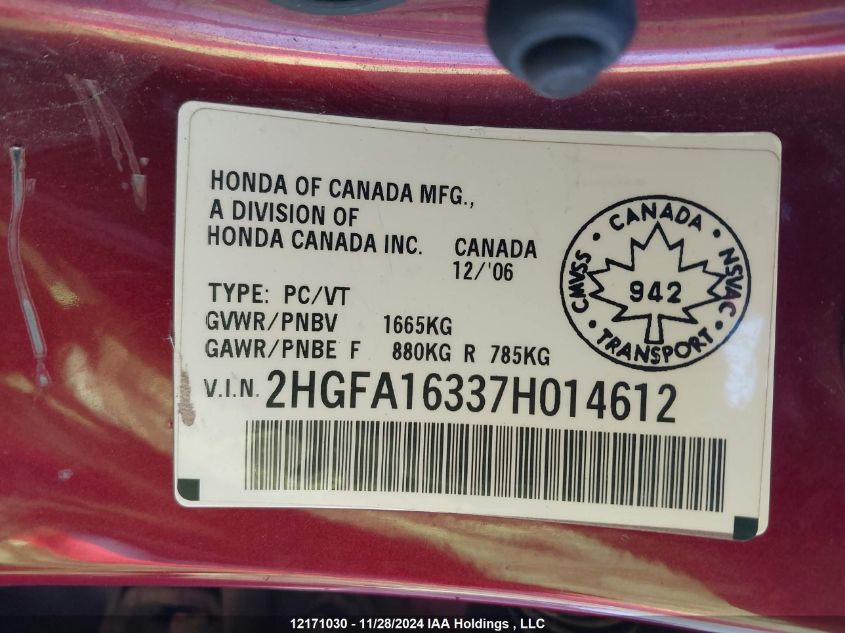 HONDA OF CANADA MFG.,
A DIVISION OF
HONDA CANADA INC. CANADA
12/'06
TYPE: PC/VT
GVWR/PNBV 1665KG
GAWR/PNBE F 880KG R 785KG
V.I.N. 2HGFA16337H014612
CANADA
CMVSS • NSVAC
942
TRANSPORT
12171030 - 11/28/2024 IAA Holdings , LLC